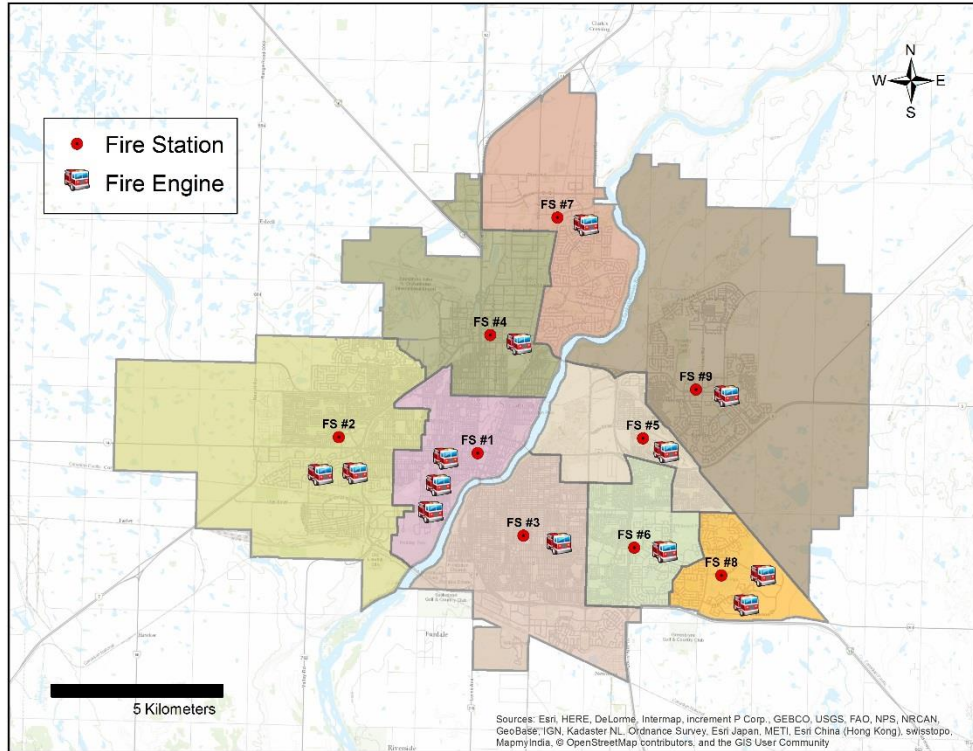 N
W E
S
Fire Station
Fire Engine
FS #7
FS #4
FS #9
FS #2
FS #1
FS #5
FS #3
FS #6
FS #8
5 Kilometers
Riverside
Sources: Esri, HERE, DeLorme, Intermap, increment P Corp., GEBCO, USGS, FAO, NPS, NRCAN,
GeoBase, IGN, Kadaster NL, Ordnance Survey, Esri Japan, METI, Esri China (Hong Kong), swisstopo,
MapmyIndia, © OpenStreetMap contributors, and the GIS User Community